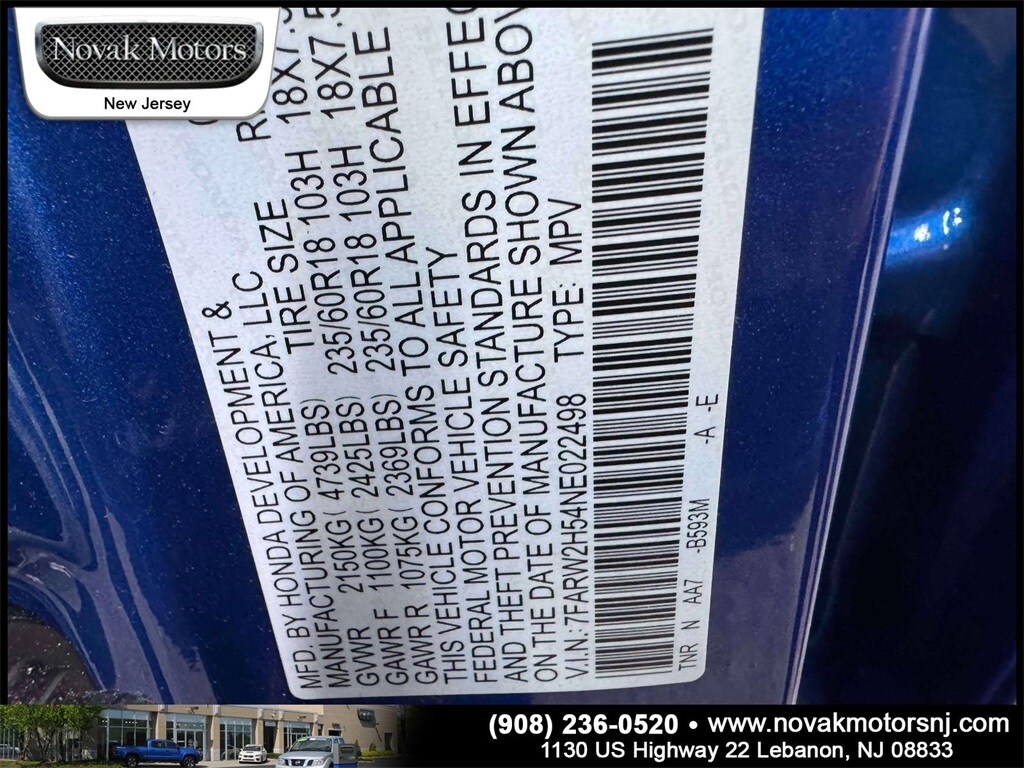 Novak Motors
New Jersey
MFD. BY HONDA DEVELOPMENT &
MANUFACTURING OF AMERICA, LLC
TIRE SIZE
GVWR 2150KG (4739LBS)
GAWR F 1100KG (2425LBS) 235/60R18 103H 18X7.5
GAWR R 1075KG (2369LBS) 235/60R18 103H 18X7.5
THIS VEHICLE CONFORMS TO ALL APPLICABLE
FEDERAL MOTOR VEHICLE SAFETY
AND THEFT PREVENTION STANDARDS IN EFFEC
ON THE DATE OF MANUFACTURE SHOWN ABOV
V.I.N: 7FARW2H54NE022498 TYPE: MPV
TNR N AA7 -B593M -A -E
(908) 236-0520 • www.novakmotorsnj.com
1130 US Highway 22 Lebanon, NJ 08833